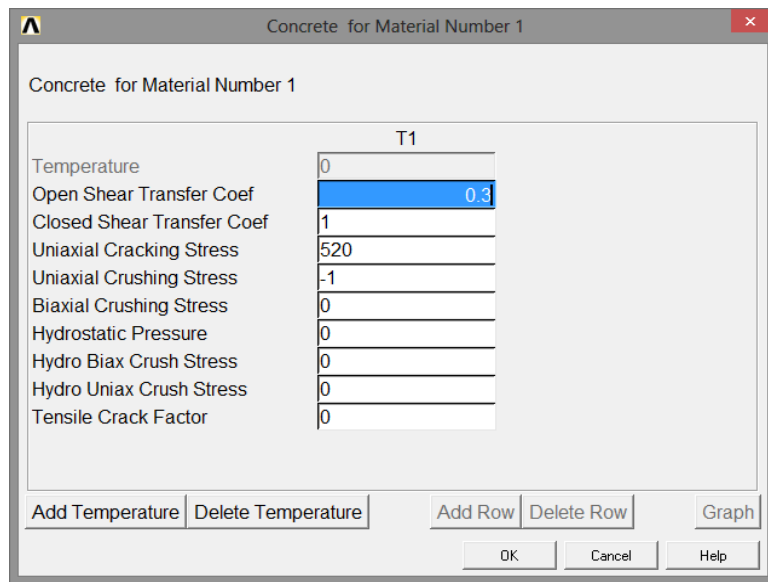 Concrete for Material Number 1
Concrete for Material Number 1
T1
Temperature 0
Open Shear Transfer Coef 0.3
Closed Shear Transfer Coef 1
Uniaxial Cracking Stress 520
Uniaxial Crushing Stress -1
Biaxial Crushing Stress 0
Hydrostatic Pressure 0
Hydro Biax Crush Stress 0
Hydro Uniax Crush Stress 0
Tensile Crack Factor 0
Add Temperature Delete Temperature Add Row Delete Row Graph
OK Cancel Help